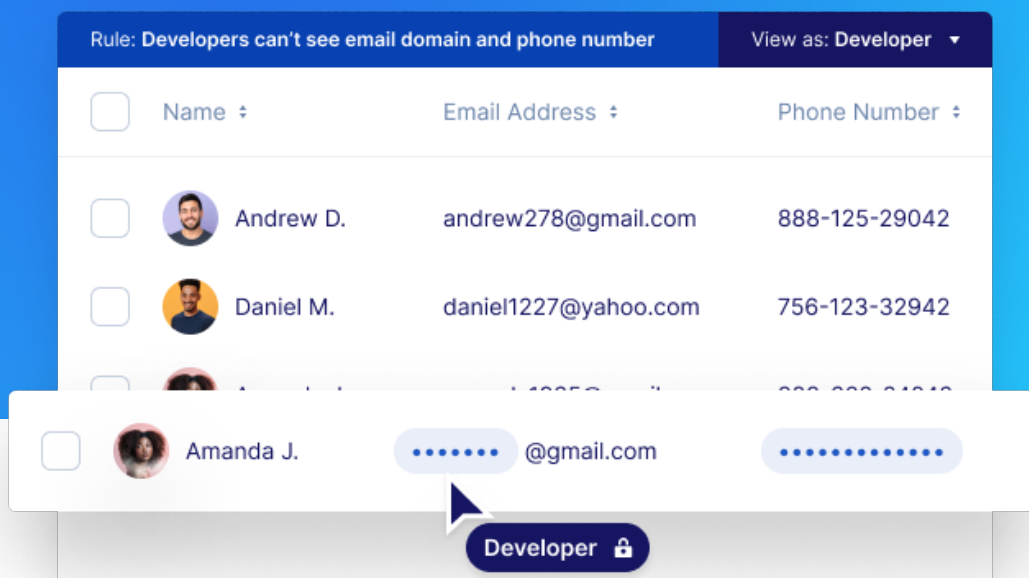 Rule: Developers can’t see email domain and phone number View as: Developer
Name Email Address Phone Number
Andrew D. andrew278@gmail.com 888-125-29042
Daniel M. daniel1227@yahoo.com 756-123-32942
Amanda J. @gmail.com
Developer